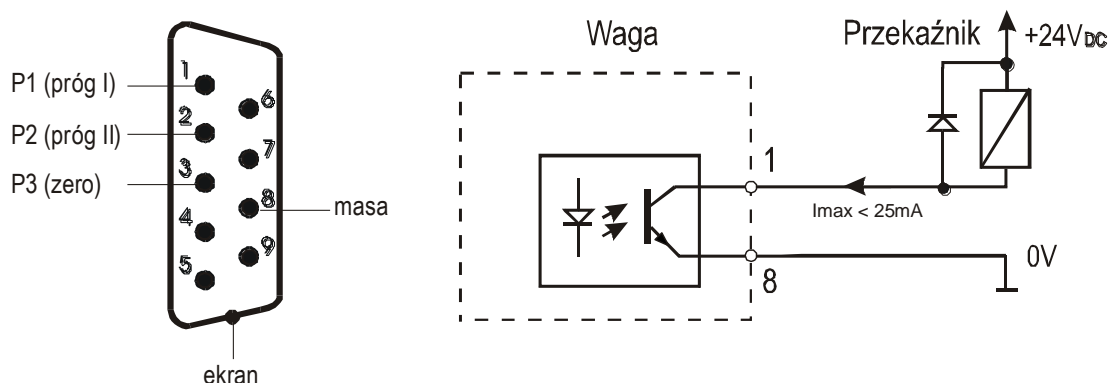 P1 (próg I)
P2 (próg II)
P3 (zero)
1
2
3
4
5
6
7
8
9
masa
ekran
Waga
Przekaźnik
+24VDC
1
Imax < 25mA
8
0V